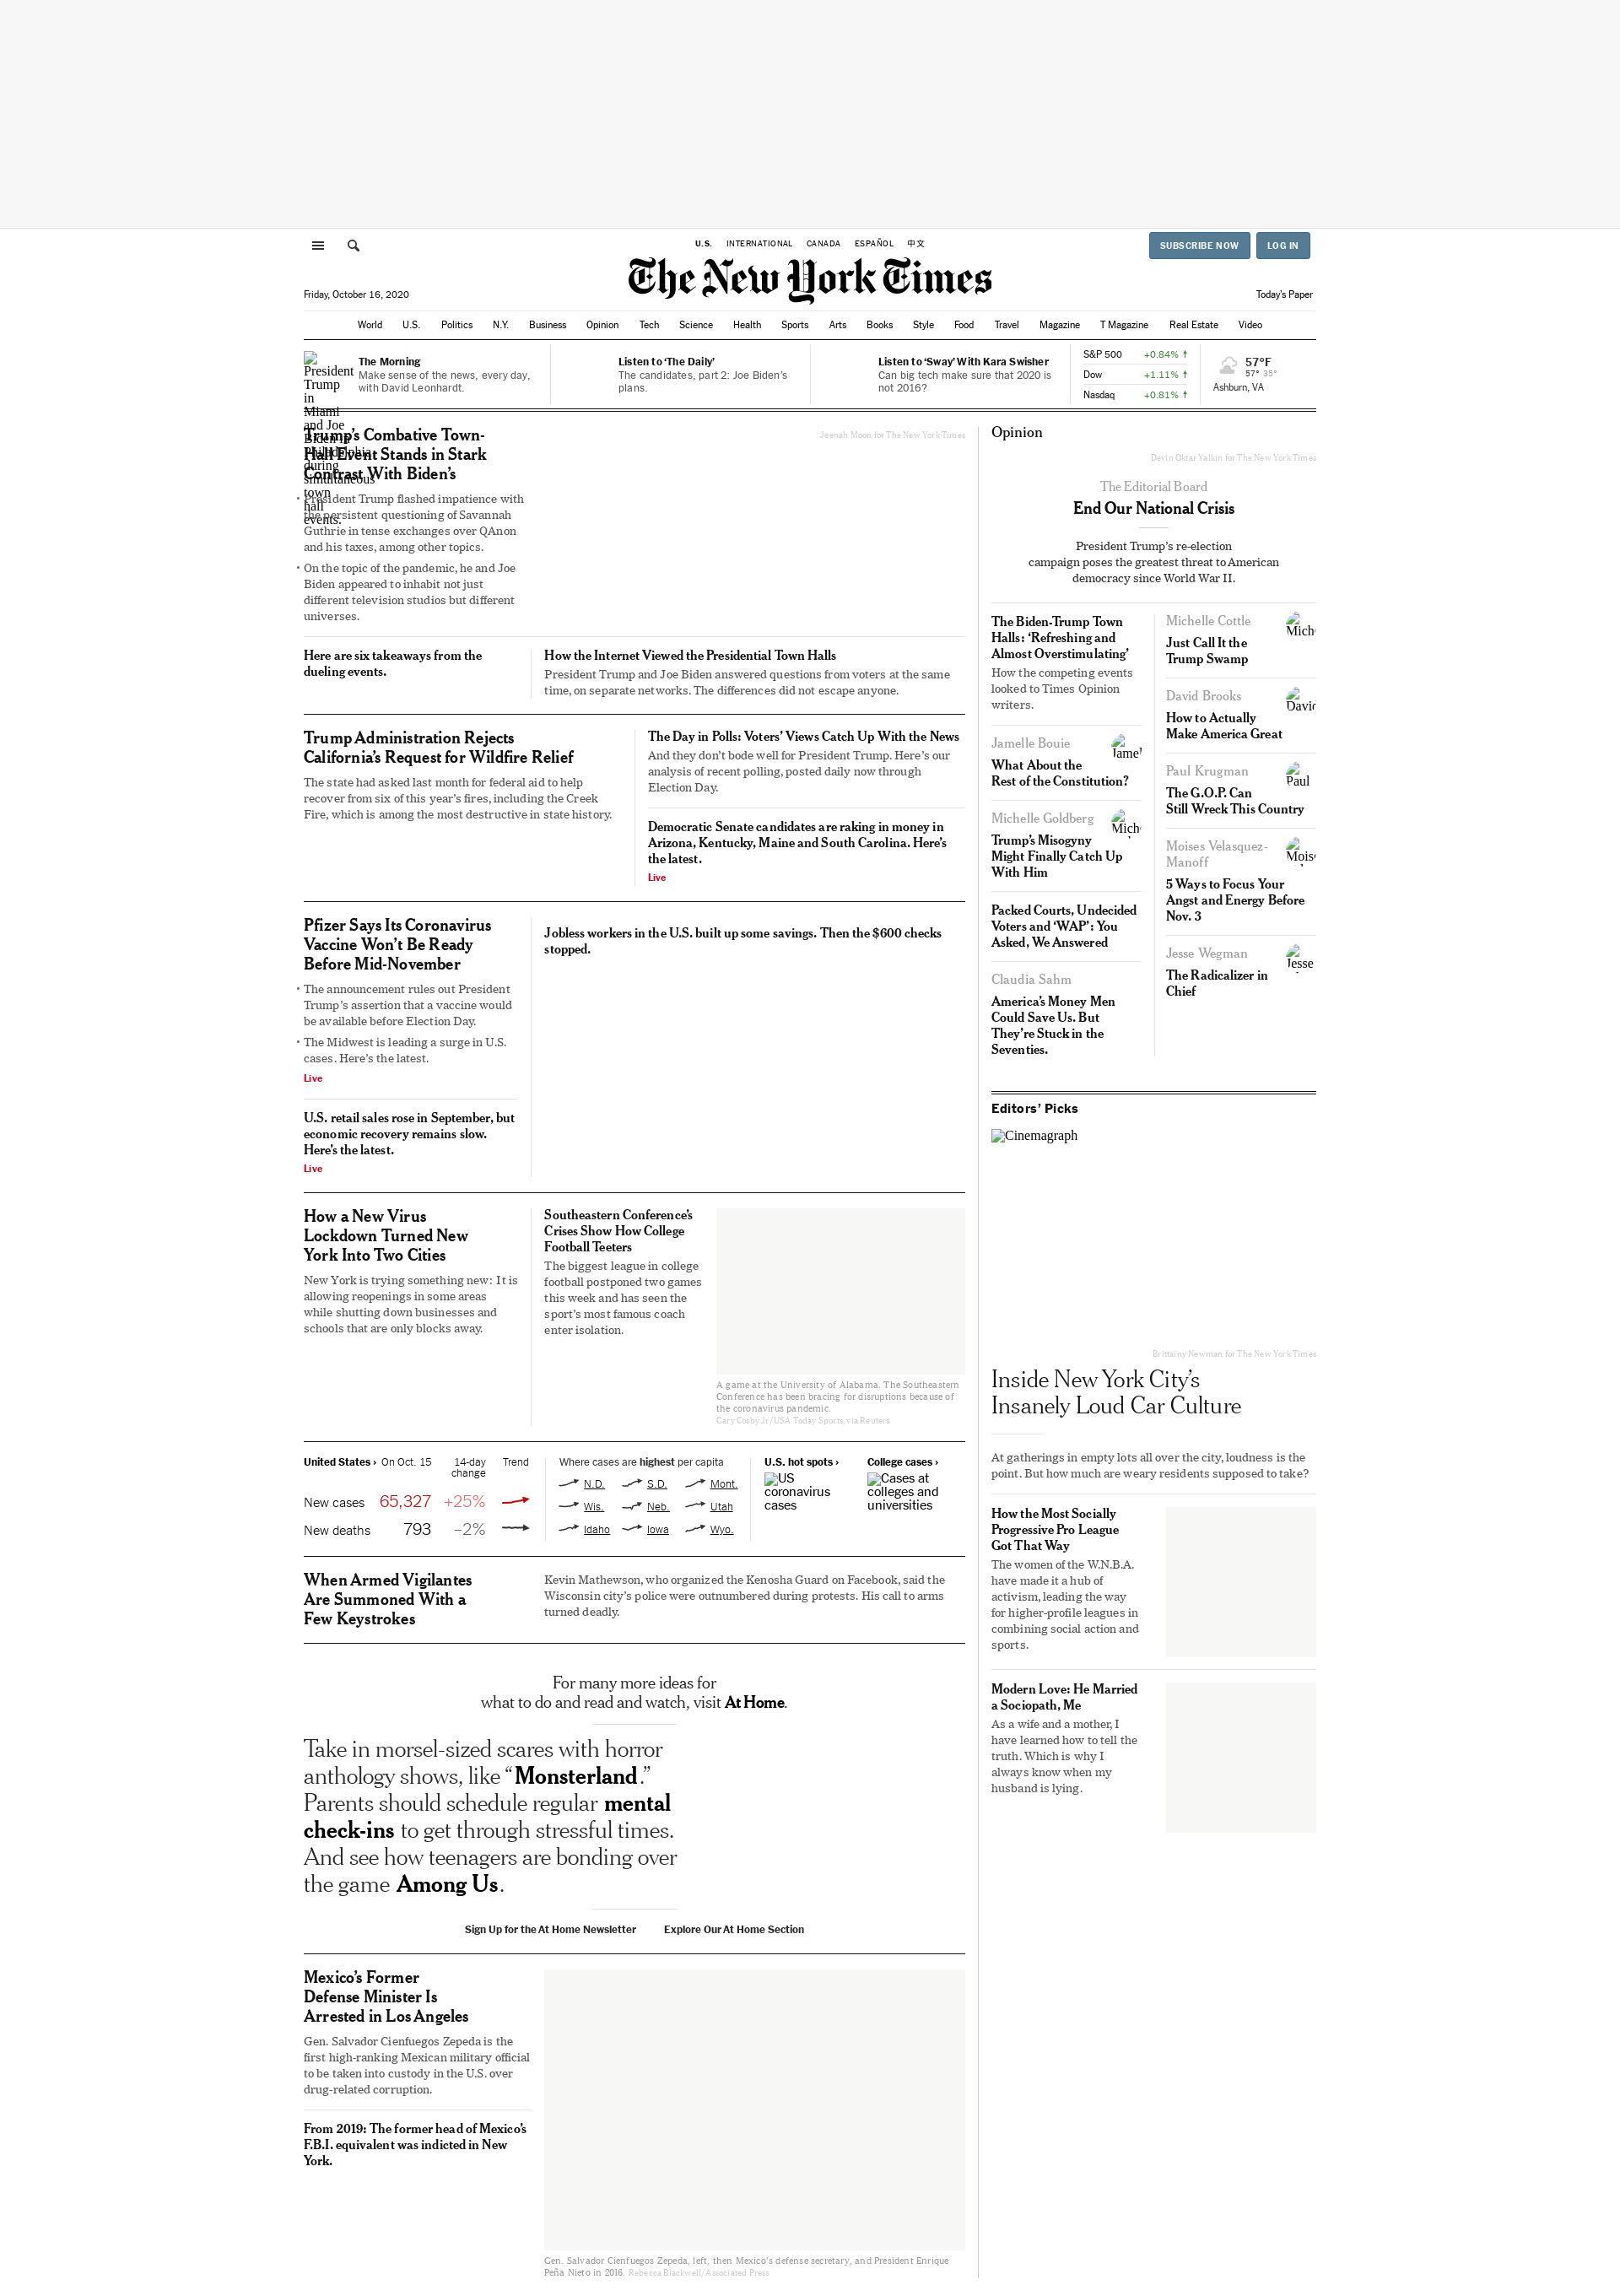 U.S. INTERNATIONAL CANADA ESPAÑOL 中文
SUBSCRIBE NOW LOG IN
The New York Times
Friday, October 16, 2020
Today's Paper
World U.S. Politics N.Y. Business Opinion Tech Science Health Sports Arts Books Style Food Travel Magazine T Magazine Real Estate Video
President
Trump
in
Miami
and Joe
Biden in
Philadelphia
during
simultaneous
town
hall
events.
The Morning
Make sense of the news, every day,
with David Leonhardt.
Listen to ‘The Daily’
The candidates, part 2: Joe Biden’s
plans.
Listen to ‘Sway’ With Kara Swisher
Can big tech make sure that 2020 is
not 2016?
S&P 500 +0.84% ↑
Dow +1.11% ↑
Nasdaq +0.81% ↑
57°F
57° 35°
Ashburn, VA
Trump’s Combative Town-
Hall Event Stands in Stark
Contrast With Biden’s
• President Trump flashed impatience with
the persistent questioning of Savannah
Guthrie in tense exchanges over QAnon
and his taxes, among other topics.
• On the topic of the pandemic, he and Joe
Biden appeared to inhabit not just
different television studios but different
universes.
Jeenah Moon for The New York Times
Here are six takeaways from the
dueling events.
How the Internet Viewed the Presidential Town Halls
President Trump and Joe Biden answered questions from voters at the same
time, on separate networks. The differences did not escape anyone.
Trump Administration Rejects
California’s Request for Wildfire Relief
The state had asked last month for federal aid to help
recover from six of this year’s fires, including the Creek
Fire, which is among the most destructive in state history.
The Day in Polls: Voters’ Views Catch Up With the News
And they don’t bode well for President Trump. Here’s our
analysis of recent polling, posted daily now through
Election Day.
Democratic Senate candidates are raking in money in
Arizona, Kentucky, Maine and South Carolina. Here’s
the latest.
Live
Pfizer Says Its Coronavirus
Vaccine Won’t Be Ready
Before Mid-November
• The announcement rules out President
Trump’s assertion that a vaccine would
be available before Election Day.
• The Midwest is leading a surge in U.S.
cases. Here’s the latest.
Live
U.S. retail sales rose in September, but
economic recovery remains slow.
Here’s the latest.
Live
Jobless workers in the U.S. built up some savings. Then the $600 checks
stopped.
How a New Virus
Lockdown Turned New
York Into Two Cities
New York is trying something new: It is
allowing reopenings in some areas
while shutting down businesses and
schools that are only blocks away.
Southeastern Conference’s
Crises Show How College
Football Teeters
The biggest league in college
football postponed two games
this week and has seen the
sport’s most famous coach
enter isolation.
A game at the University of Alabama. The Southeastern
Conference has been bracing for disruptions because of
the coronavirus pandemic.
Gary Cosby Jr/USA Today Sports, via Reuters
United States › On Oct. 15 14-day
change Trend
New cases 65,327 +25%
New deaths 793 –2%
Where cases are highest per capita
N.D. S.D. Mont.
Wis. Neb. Utah
Idaho Iowa Wyo.
U.S. hot spots ›
US
coronavirus
cases
College cases ›
Cases at
colleges and
universities
When Armed Vigilantes
Are Summoned With a
Few Keystrokes
Kevin Mathewson, who organized the Kenosha Guard on Facebook, said the
Wisconsin city’s police were outnumbered during protests. His call to arms
turned deadly.
For many more ideas for
what to do and read and watch, visit At Home.
Take in morsel-sized scares with horror
anthology shows, like “Monsterland.”
Parents should schedule regular mental
check-ins to get through stressful times.
And see how teenagers are bonding over
the game Among Us.
Sign Up for the At Home Newsletter Explore Our At Home Section
Mexico’s Former
Defense Minister Is
Arrested in Los Angeles
Gen. Salvador Cienfuegos Zepeda is the
first high-ranking Mexican military official
to be taken into custody in the U.S. over
drug-related corruption.
From 2019: The former head of Mexico’s
F.B.I. equivalent was indicted in New
York.
Gen. Salvador Cienfuegos Zepeda, left, then Mexico’s defense secretary, and President Enrique
Peña Nieto in 2016. Rebecca Blackwell/Associated Press
Opinion
Devin Oktar Yalkin for The New York Times
The Editorial Board
End Our National Crisis
President Trump’s re-election
campaign poses the greatest threat to American
democracy since World War II.
The Biden-Trump Town
Halls: ‘Refreshing and
Almost Overstimulating’
How the competing events
looked to Times Opinion
writers.
Jamelle Bouie
What About the
Rest of the Constitution?
Michelle Goldberg
Trump’s Misogyny
Might Finally Catch Up
With Him
Packed Courts, Undecided
Voters and ‘WAP’: You
Asked, We Answered
Claudia Sahm
America’s Money Men
Could Save Us. But
They’re Stuck in the
Seventies.
Michelle Cottle
Just Call It the
Trump Swamp
David Brooks
David
How to Actually
Make America Great
Paul Krugman
Paul
The G.O.P. Can
Still Wreck This Country
Moises Velasquez-
Manoff
5 Ways to Focus Your
Angst and Energy Before
Nov. 3
Jesse Wegman
Jesse
The Radicalizer in
Chief
Editors’ Picks
Cinemagraph
Brittainy Newman for The New York Times
Inside New York City’s
Insanely Loud Car Culture
At gatherings in empty lots all over the city, loudness is the
point. But how much are weary residents supposed to take?
How the Most Socially
Progressive Pro League
Got That Way
The women of the W.N.B.A.
have made it a hub of
activism, leading the way
for higher-profile leagues in
combining social action and
sports.
Modern Love: He Married
a Sociopath, Me
As a wife and a mother, I
have learned how to tell the
truth. Which is why I
always know when my
husband is lying.